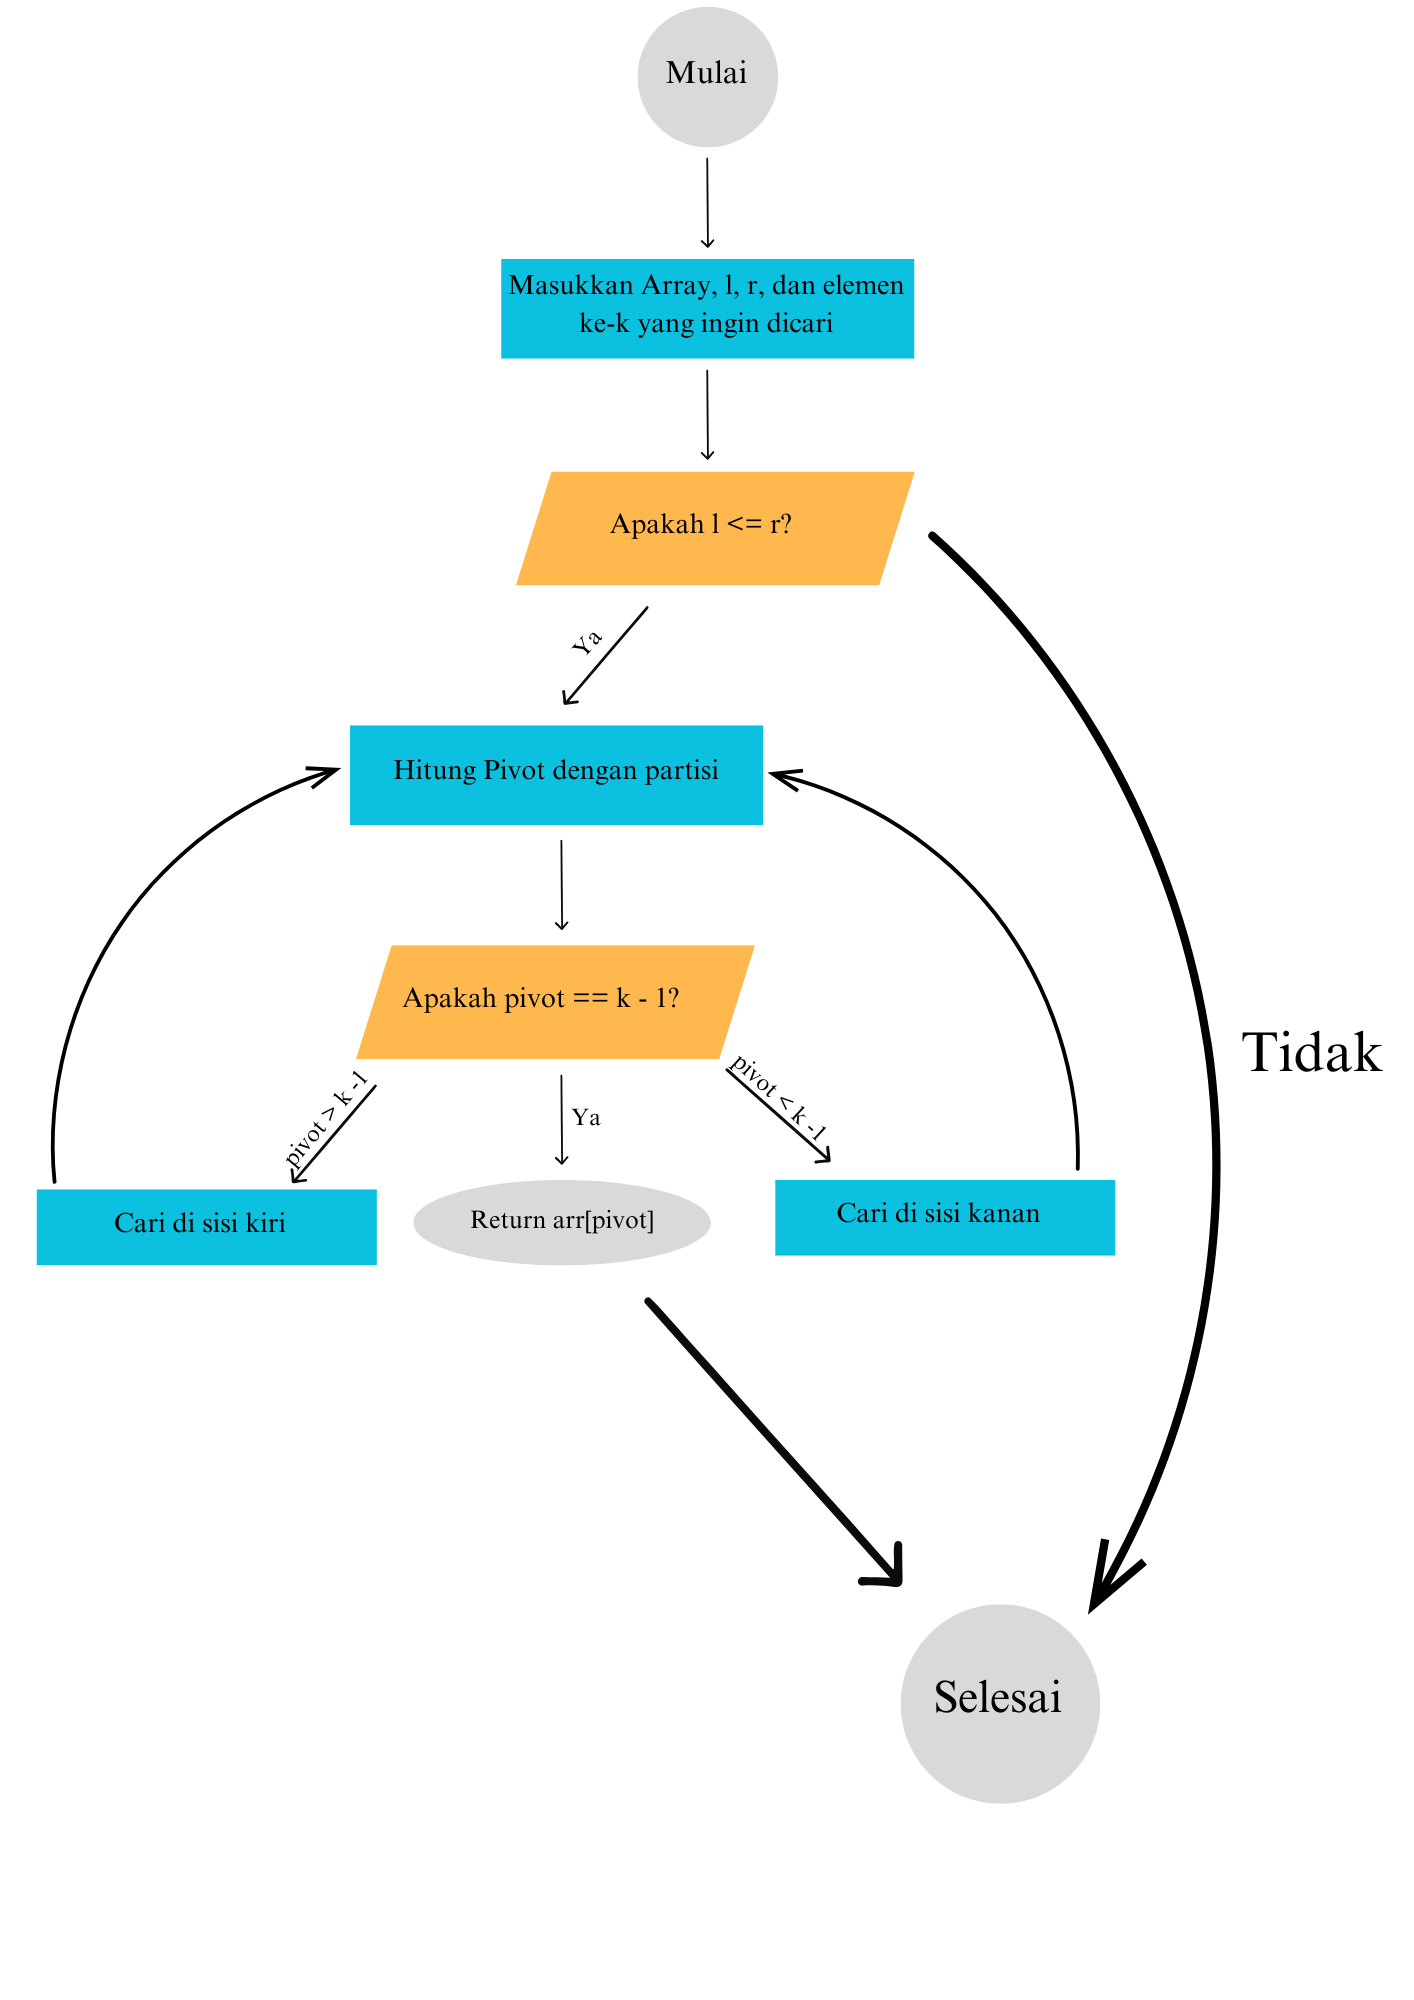 Mulai
Masukkan Array, l, r, dan elemen
ke-k yang ingin dicari
Apakah l <= r?
Ya
Hitung Pivot dengan partisi
Apakah pivot == k - 1?
Tidak
pivot > k -1
Ya
pivot < k -1
Cari di sisi kiri
Return arr[pivot]
Cari di sisi kanan
Selesai